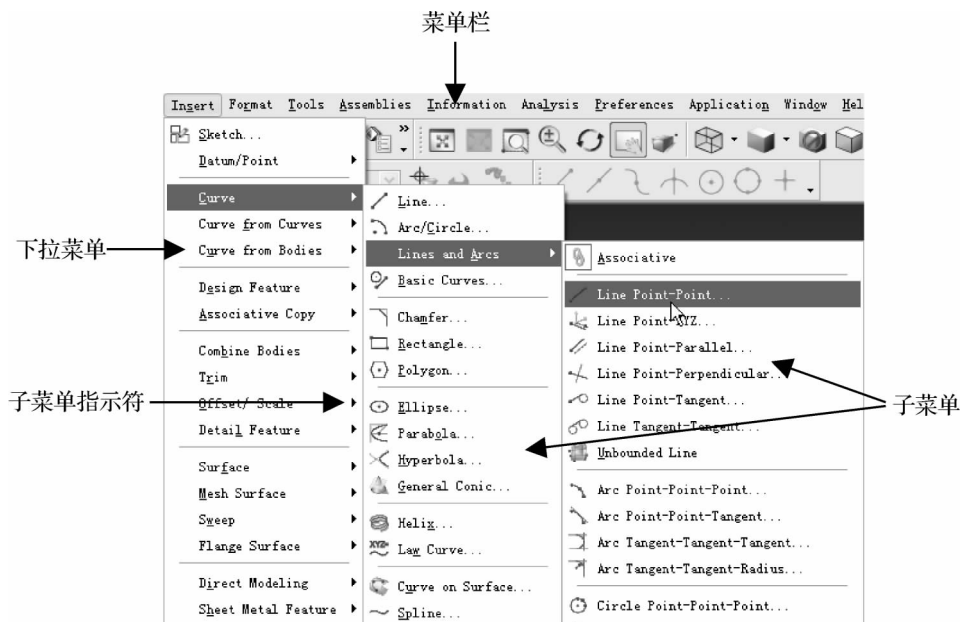 菜单栏
Insert Format Tools Assemblies Information Analysis Preferences Application Window Hel
Sketch...
Datum/Point
Curve
Curve from Curves
Curve from Bodies
Design Feature
Associative Copy
Combine Bodies
Trim
Offset/ Scale
Detail Feature
Surface
Mesh Surface
Sweep
Flange Surface
Direct Modeling
Sheet Metal Feature
下拉菜单
子菜单指示符
Line...
Arc/Circle...
Lines and Arcs
Basic Curves...
Chamfer...
Rectangle...
Polygon...
Ellipse...
Parabola...
Hyperbola...
General Conic...
Helix...
Law Curve...
Curve on Surface...
Spline...
Associative
Line Point-Point...
Line Point-XYZ...
Line Point-Parallel...
Line Point-Perpendicular...
Line Point-Tangent...
Line Tangent-Tangent...
Unbounded Line
Arc Point-Point-Point...
Arc Point-Point-Tangent...
Arc Tangent-Tangent-Tangent...
Arc Tangent-Tangent-Radius...
Circle Point-Point-Point...
子菜单